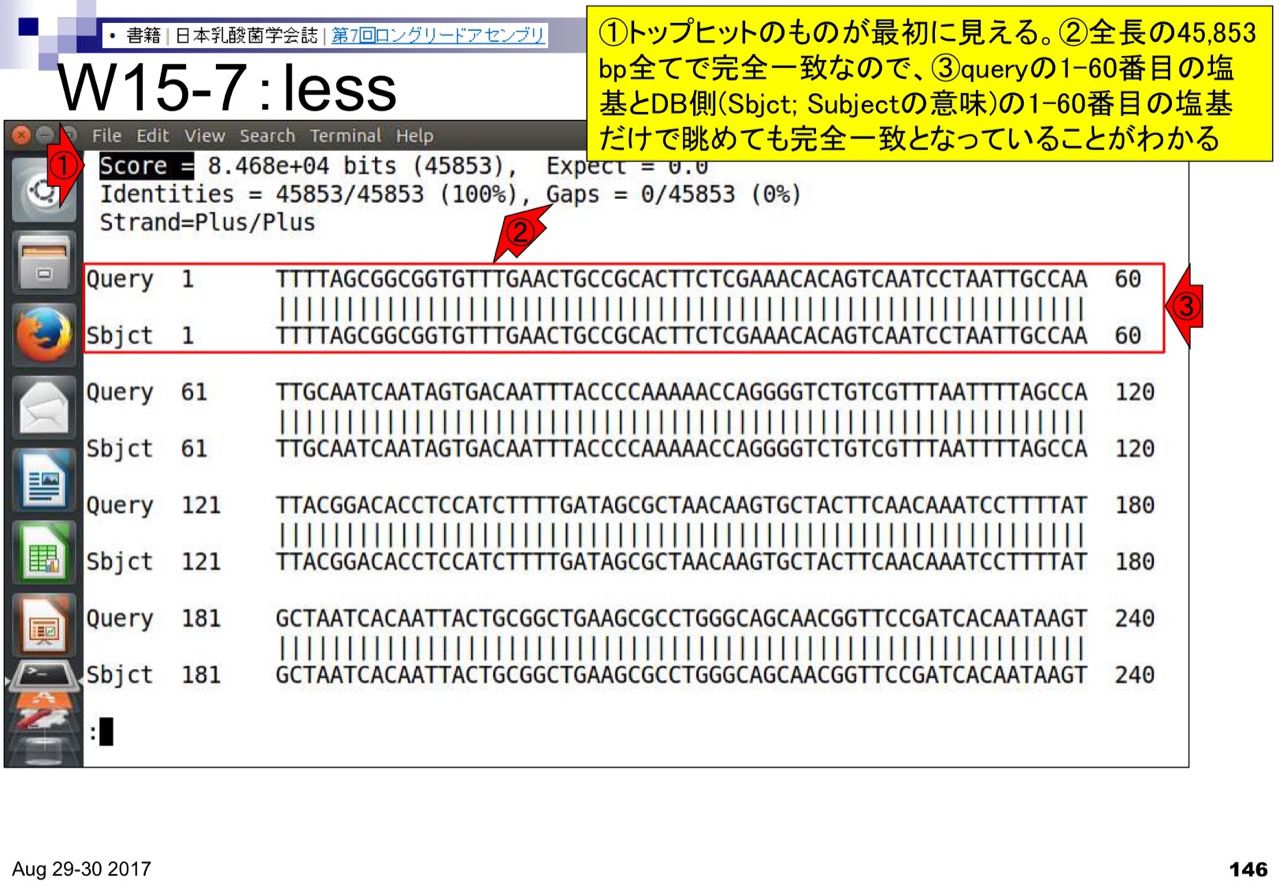 • 書籍 | 日本乳酸菌学会誌 | 第7回ロングリードアセンブリ
W15-7：less
①トップヒットのものが最初に見える。②全長の45,853
bp全てで完全一致なので、③queryの1-60番目の塩
基とDB側(Sbjct; Subjectの意味)の1-60番目の塩基
だけで眺めても完全一致となっていることがわかる
File Edit View Search Terminal Help
①
Score = 8.468e+04 bits (45853), Expect = 0.0
Identities = 45853/45853 (100%), Gaps = 0/45853 (0%)
Strand=Plus/Plus
②
Query 1 TTTTAGCGGCGGTGTTTGAACTGCCGCACTTCTCGAAACACAGTCAATCCTAATTGCCAA 60
||||||||||||||||||||||||||||||||||||||||||||||||||||||||||||
Sbjct 1 TTTTAGCGGCGGTGTTTGAACTGCCGCACTTCTCGAAACACAGTCAATCCTAATTGCCAA 60
③
Query 61 TTGCAATCAATAGTGACAATTTACCCCAAAAACCAGGGGTCTGTCGTTTAATTTTAGCCA 120
||||||||||||||||||||||||||||||||||||||||||||||||||||||||||||
Sbjct 61 TTGCAATCAATAGTGACAATTTACCCCAAAAACCAGGGGTCTGTCGTTTAATTTTAGCCA 120
Query 121 TTACGGACACCTCCATCTTTTGATAGCGCTAACAAGTGCTACTTCAACAAATCCTTTTAT 180
||||||||||||||||||||||||||||||||||||||||||||||||||||||||||||
Sbjct 121 TTACGGACACCTCCATCTTTTGATAGCGCTAACAAGTGCTACTTCAACAAATCCTTTTAT 180
Query 181 GCTAATCACAATTACTGCGGCTGAAGCGCCTGGGCAGCAACGGTTCCGATCACAATAAGT 240
||||||||||||||||||||||||||||||||||||||||||||||||||||||||||||
Sbjct 181 GCTAATCACAATTACTGCGGCTGAAGCGCCTGGGCAGCAACGGTTCCGATCACAATAAGT 240
:
Aug 29-30 2017
146